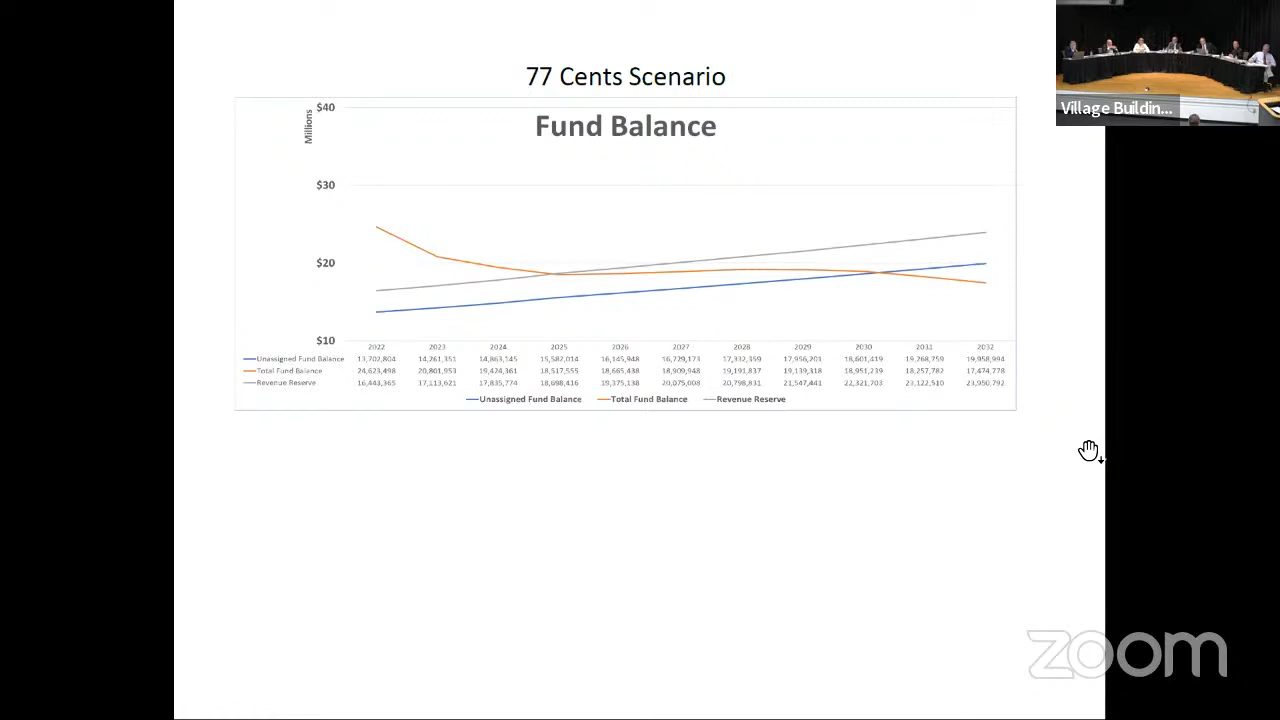 77 Cents Scenario
Village Buildin...
Fund Balance
Millions
$40
$30
$20
$10
2022 2023 2024 2025 2026 2027 2028 2029 2030 2031 2032
Unassigned Fund Balance 13,702,804 14,261,351 14,863,145 15,582,014 16,145,948 16,729,173 17,332,359 17,956,201 18,601,419 19,268,759 19,958,994
Total Fund Balance 24,623,498 20,801,953 19,474,361 18,517,555 18,665,438 18,909,948 19,191,837 19,139,318 18,951,239 18,257,782 17,474,778
Revenue Reserve 16,443,365 17,113,621 17,835,774 18,698,416 19,375,138 20,075,008 20,798,831 21,547,441 22,321,703 23,122,510 23,950,792
Unassigned Fund Balance Total Fund Balance Revenue Reserve
zoom